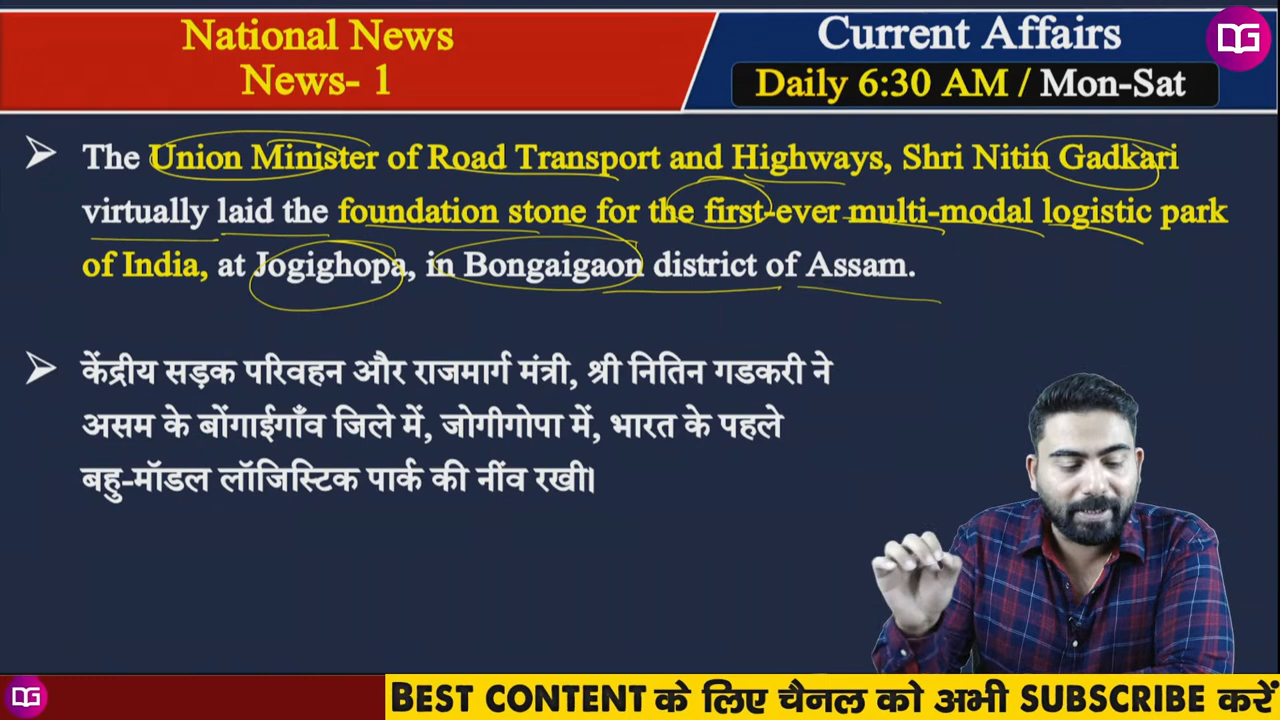 National News
News- 1
Current Affairs
Daily 6:30 AM / Mon-Sat
DG
The Union Minister of Road Transport and Highways, Shri Nitin Gadkari
virtually laid the foundation stone for the first-ever multi-modal logistic park
of India, at Jogighopa, in Bongaigaon district of Assam.
केंद्रीय सड़क परिवहन और राजमार्ग मंत्री, श्री नितिन गडकरी ने
असम के बोंगाईगाँव जिले में, जोगीगोपा में, भारत के पहले
बहु-मॉडल लॉजिस्टिक पार्क की नींव रखी।
DG
BEST CONTENT के लिए चैनल को अभी SUBSCRIBE करें